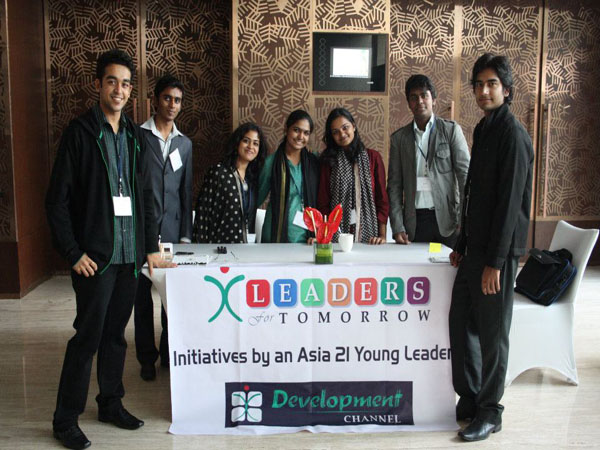 LEADERS
for TOMORROW
Initiatives by an Asia 21 Young Leader
Development
CHANNEL